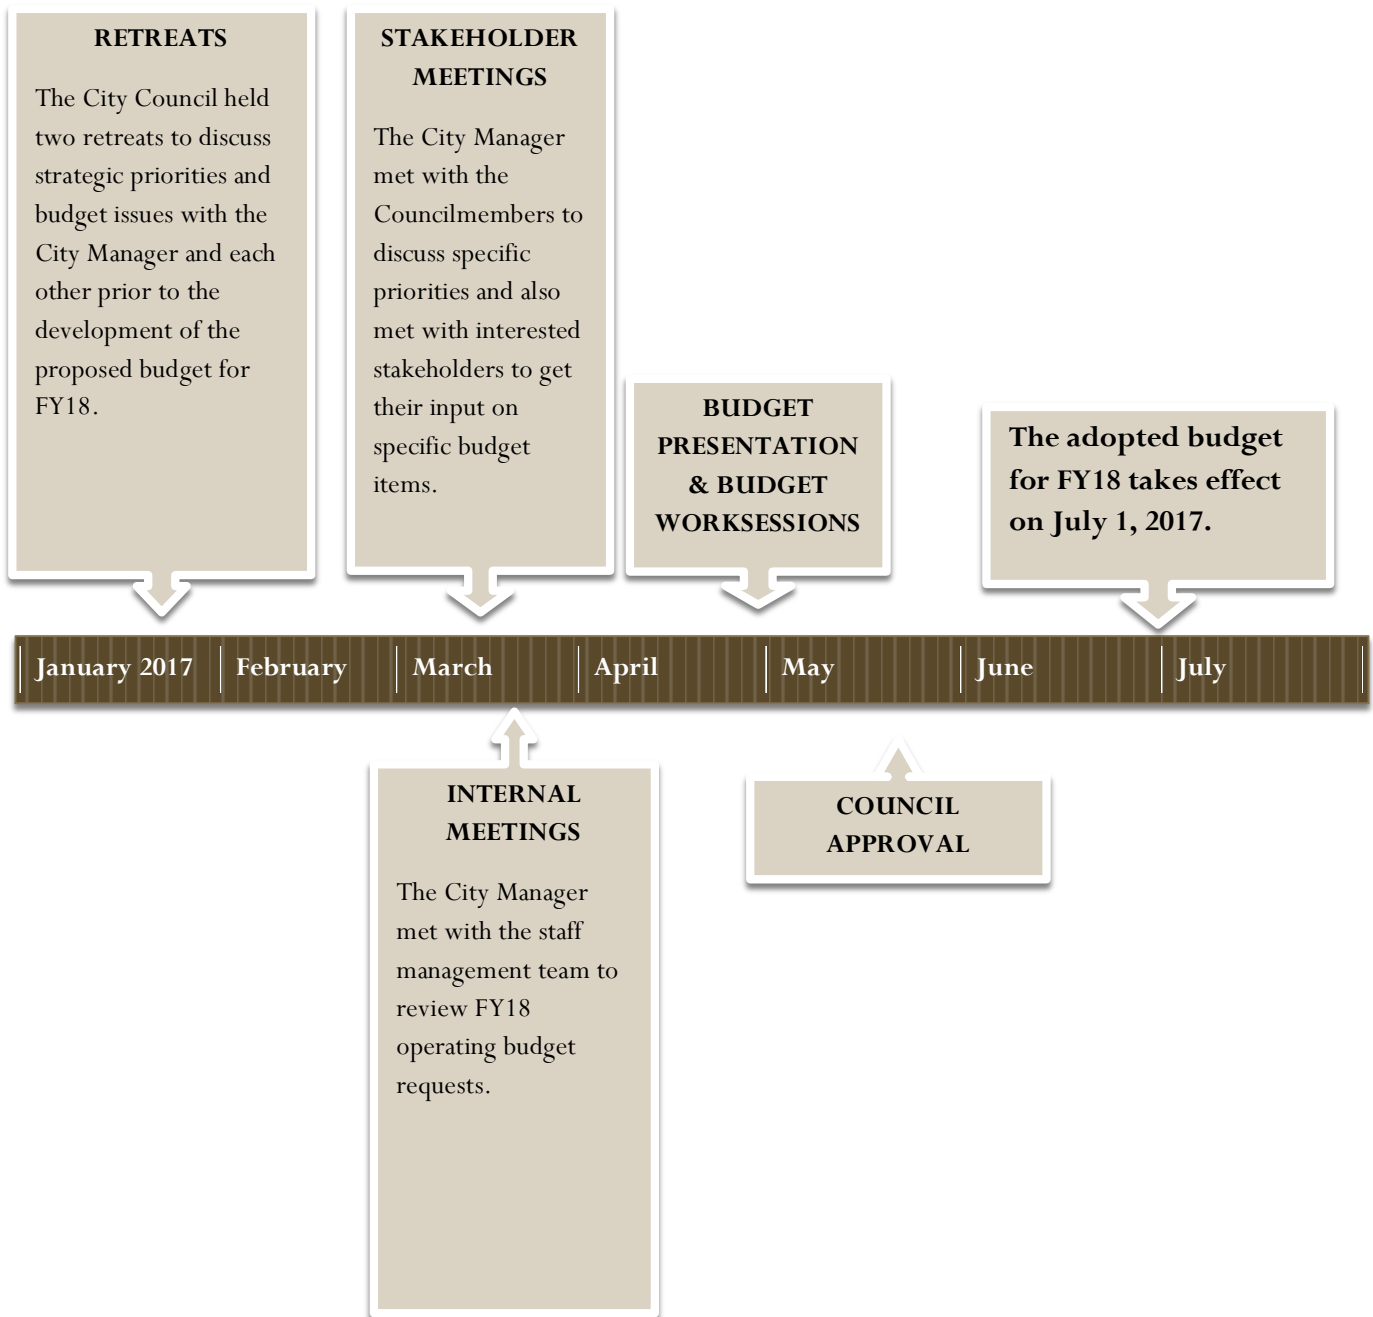 RETREATS
The City Council held
two retreats to discuss
strategic priorities and
budget issues with the
City Manager and each
other prior to the
development of the
proposed budget for
FY18.
STAKEHOLDER
MEETINGS
The City Manager
met with the
Councilmembers to
discuss specific
priorities and also
met with interested
stakeholders to get
their input on
specific budget
items.
BUDGET
PRESENTATION
& BUDGET
WORKSESSIONS
The adopted budget
for FY18 takes effect
on July 1, 2017.
January 2017 February March April May June July
INTERNAL
MEETINGS
The City Manager
met with the staff
management team to
review FY18
operating budget
requests.
COUNCIL
APPROVAL